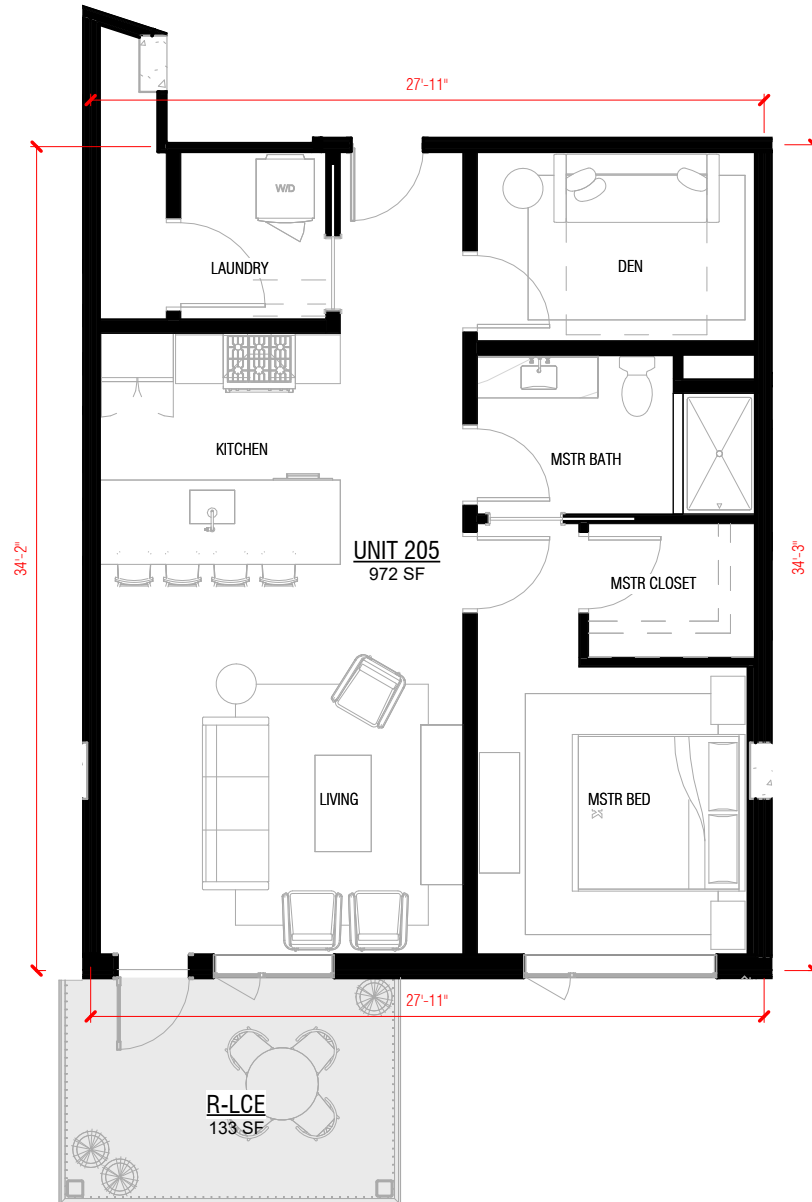 27'-11"
W/D
LAUNDRY
DEN
KITCHEN
MSTR BATH
34'-2"
34'-3"
UNIT 205
972 SF
MSTR CLOSET
LIVING
MSTR BED
27'-11"
R-LCE
133 SF